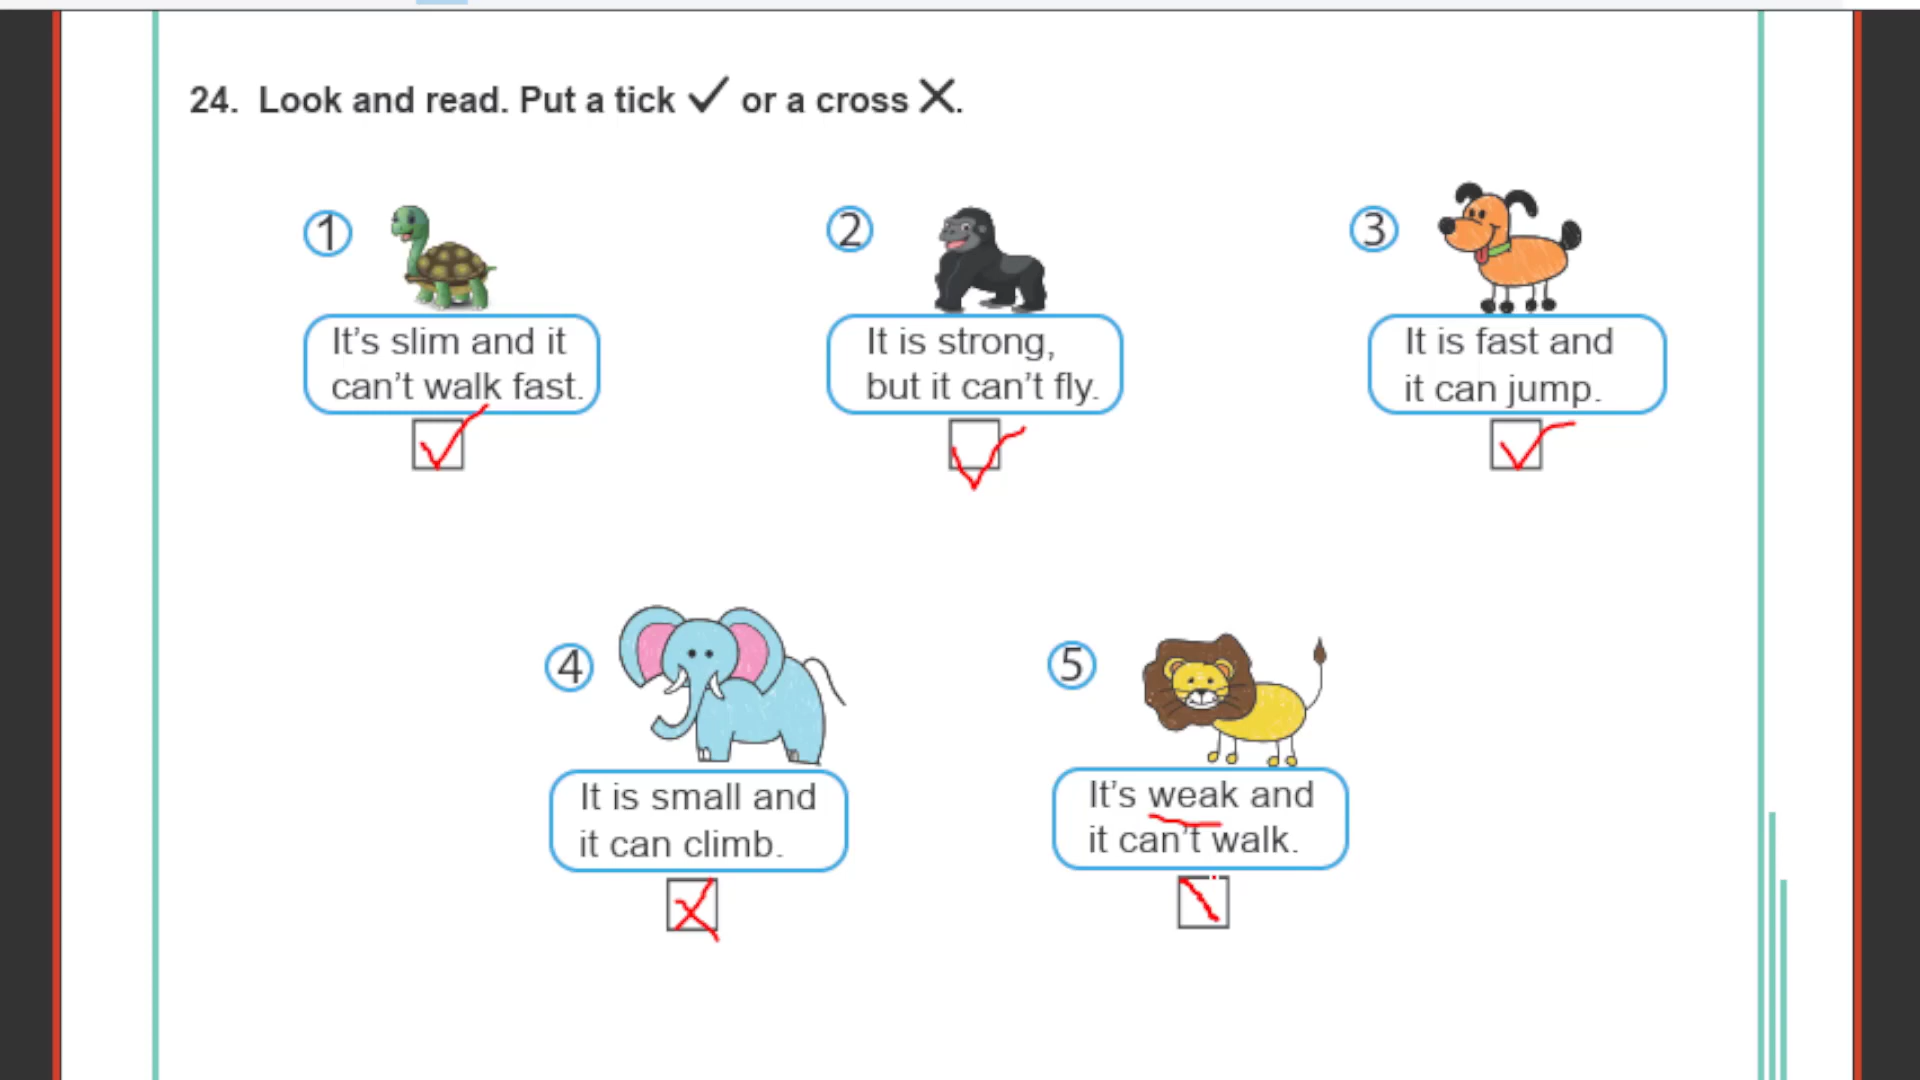 24. Look and read. Put a tick ✓ or a cross ✗.
1
2
3
It's slim and it
can't walk fast.
It is strong,
but it can't fly.
It is fast and
it can jump.
4
5
It is small and
it can climb.
It's weak and
it can't walk.